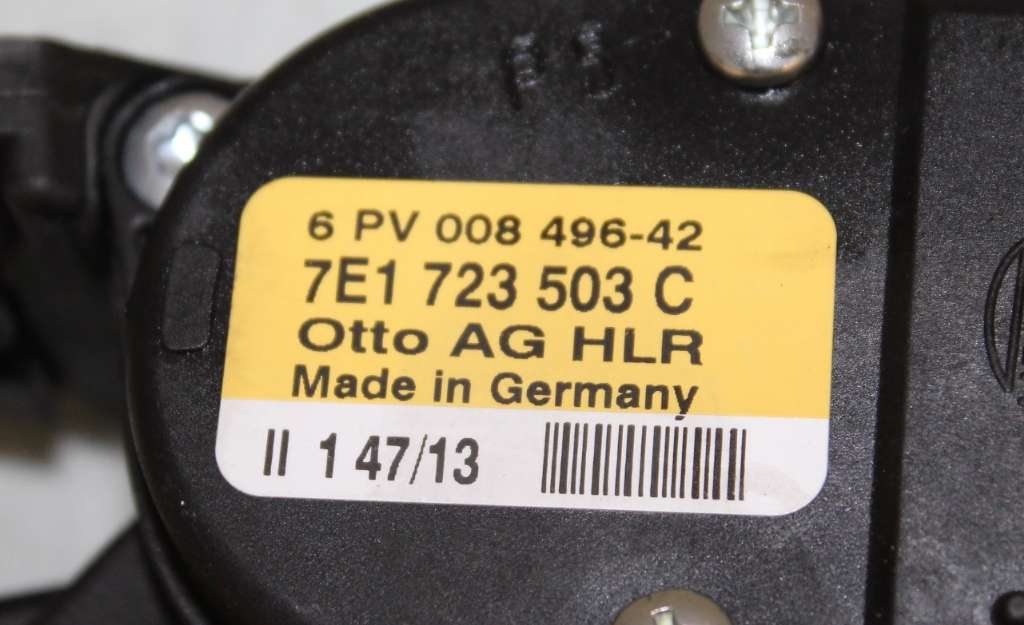 6 PV 008 496-42
7E1 723 503 C
Otto AG HLR
Made in Germany
II 1 47/13